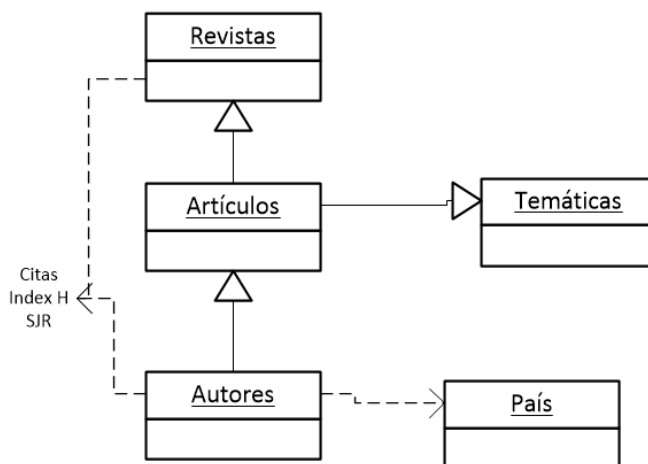 Revistas
Artículos
Temáticas
Citas
Index H
SJR
Autores
País